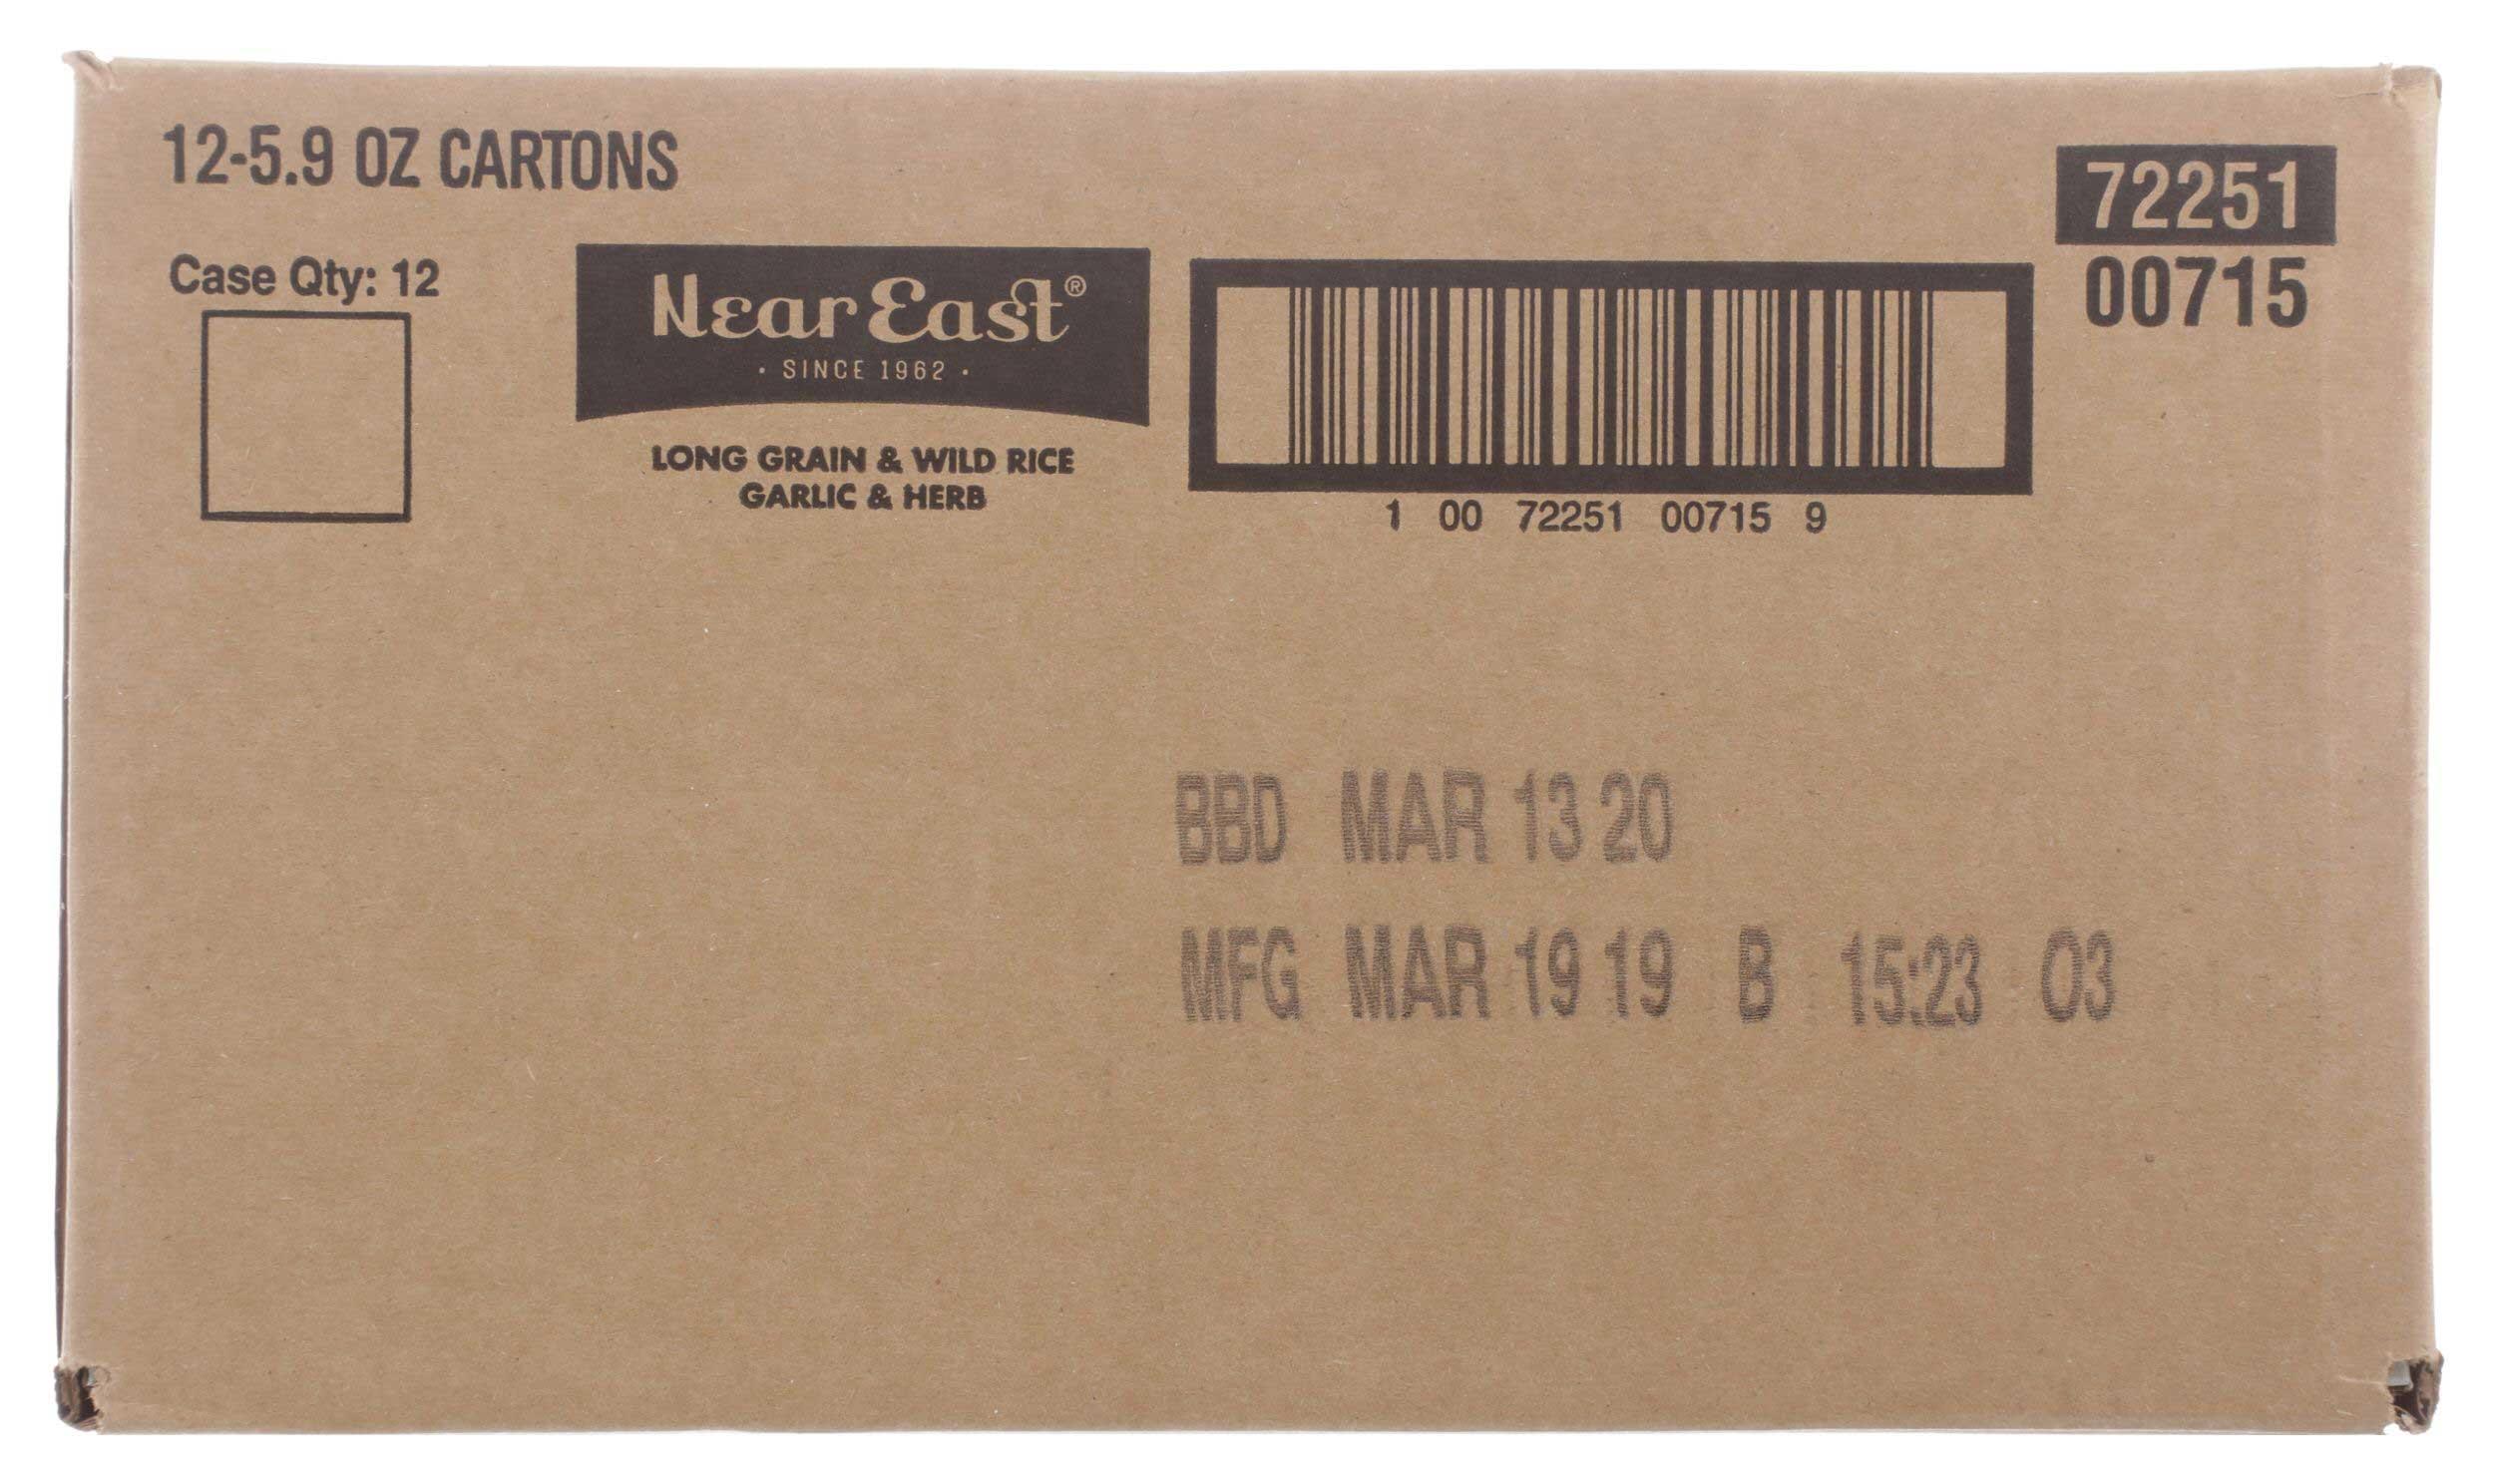 12-5.9 OZ CARTONS
72251
00715
Case Qty: 12
Near East®
· SINCE 1962 ·
LONG GRAIN & WILD RICE
GARLIC & HERB
1 00 72251 00715 9
BBD MAR 13 20
MFG MAR 19 19 B 15:23 03